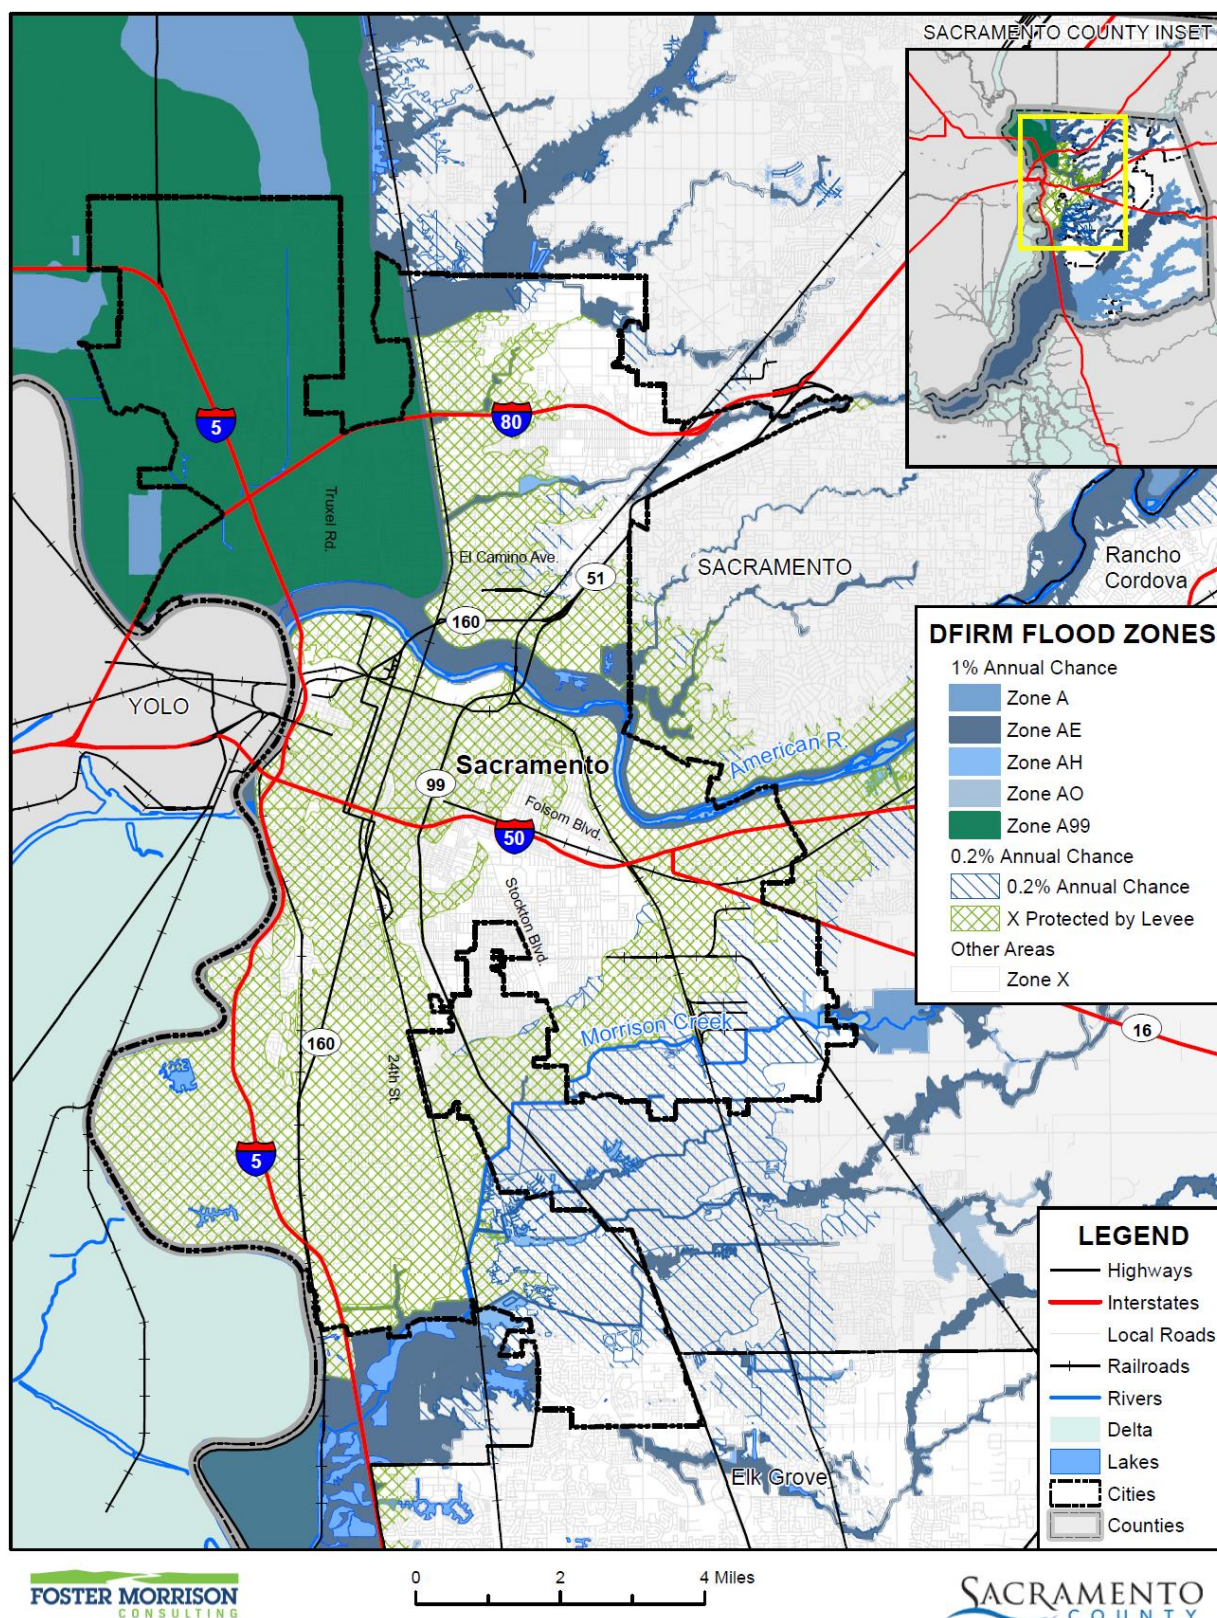 SACRAMENTO COUNTY INSET
5
80
Truxel Rd.
El Camino Ave.
51
SACRAMENTO
Rancho
Cordova
160
YOLO
American R.
Sacramento
99
Folsom Blvd.
50
Stockton Blvd.
DFIRM FLOOD ZONES
1% Annual Chance
Zone A
Zone AE
Zone AH
Zone AO
Zone A99
0.2% Annual Chance
0.2% Annual Chance
X Protected by Levee
Other Areas
Zone X
Morrison Creek
16
160
24th St.
5
Elk Grove
LEGEND
Highways
Interstates
Local Roads
Railroads
Rivers
Delta
Lakes
Cities
Counties
FOSTER MORRISON
CONSULTING
0 2 4 Miles
SACRAMENTO
COUNTY